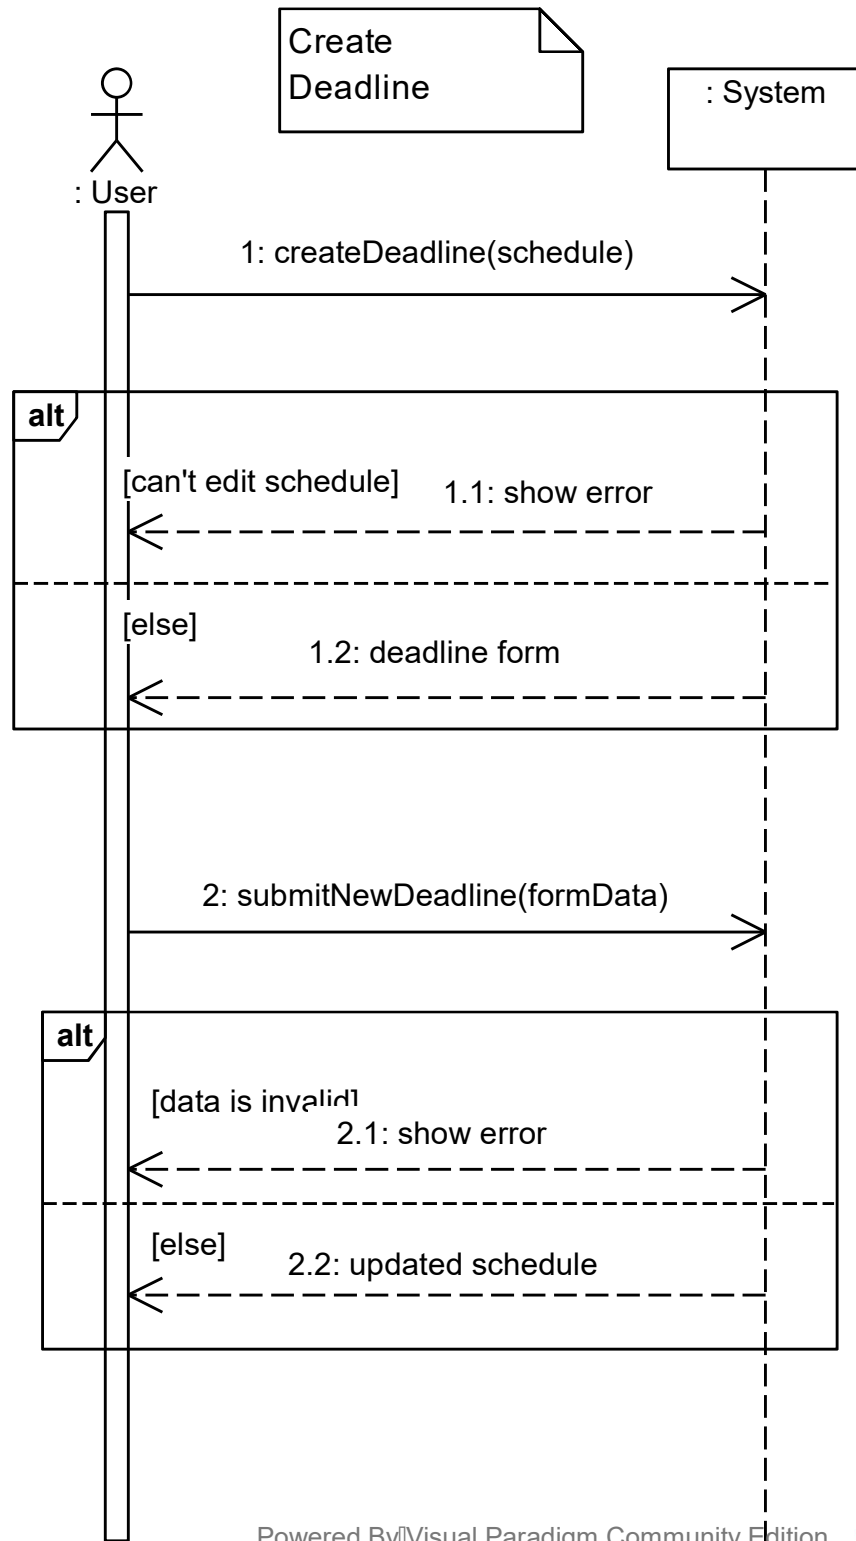 Create
Deadline
: System
: User
1: createDeadline(schedule)
alt
[can't edit schedule]
1.1: show error
[else]
1.2: deadline form
2: submitNewDeadline(formData)
alt
[data is invalid]
2.1: show error
[else]
2.2: updated schedule
Powered By Visual Paradigm Community Edition